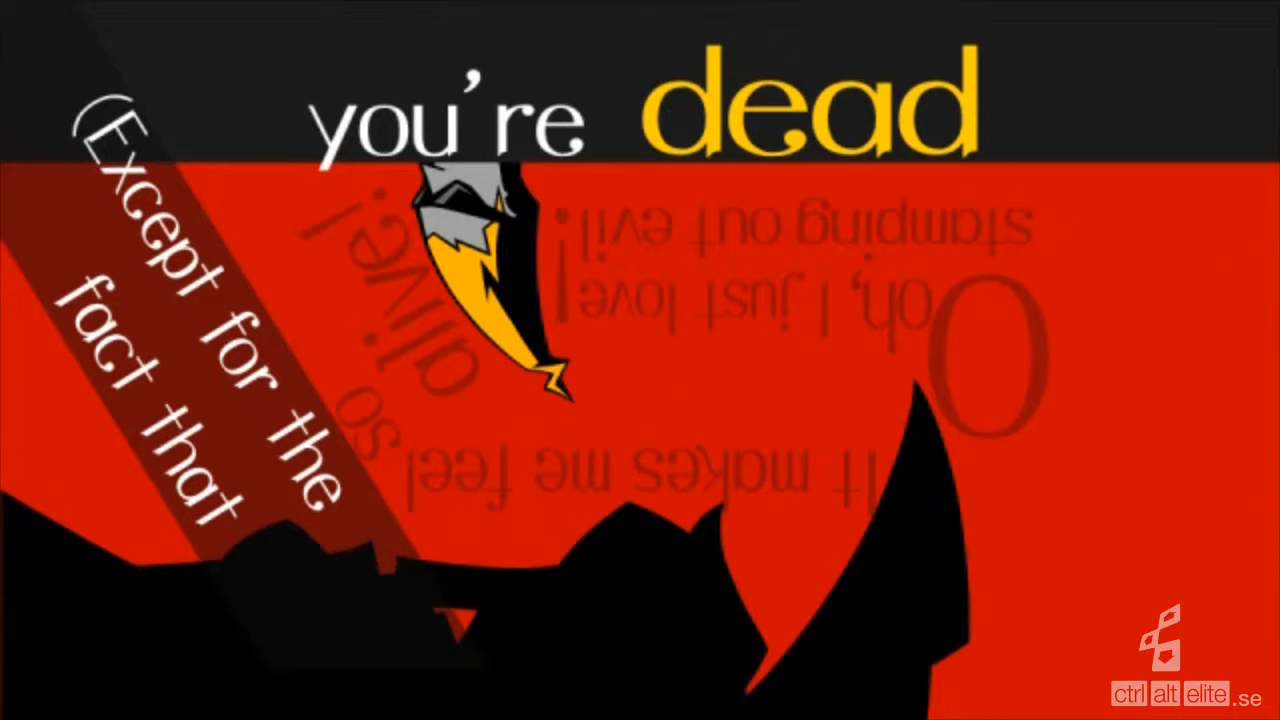 you're dead
(Except for the
fact that
Oh, I just love
stamping out evil!
It makes me feel
so
alive!
ctrl alt elite.se